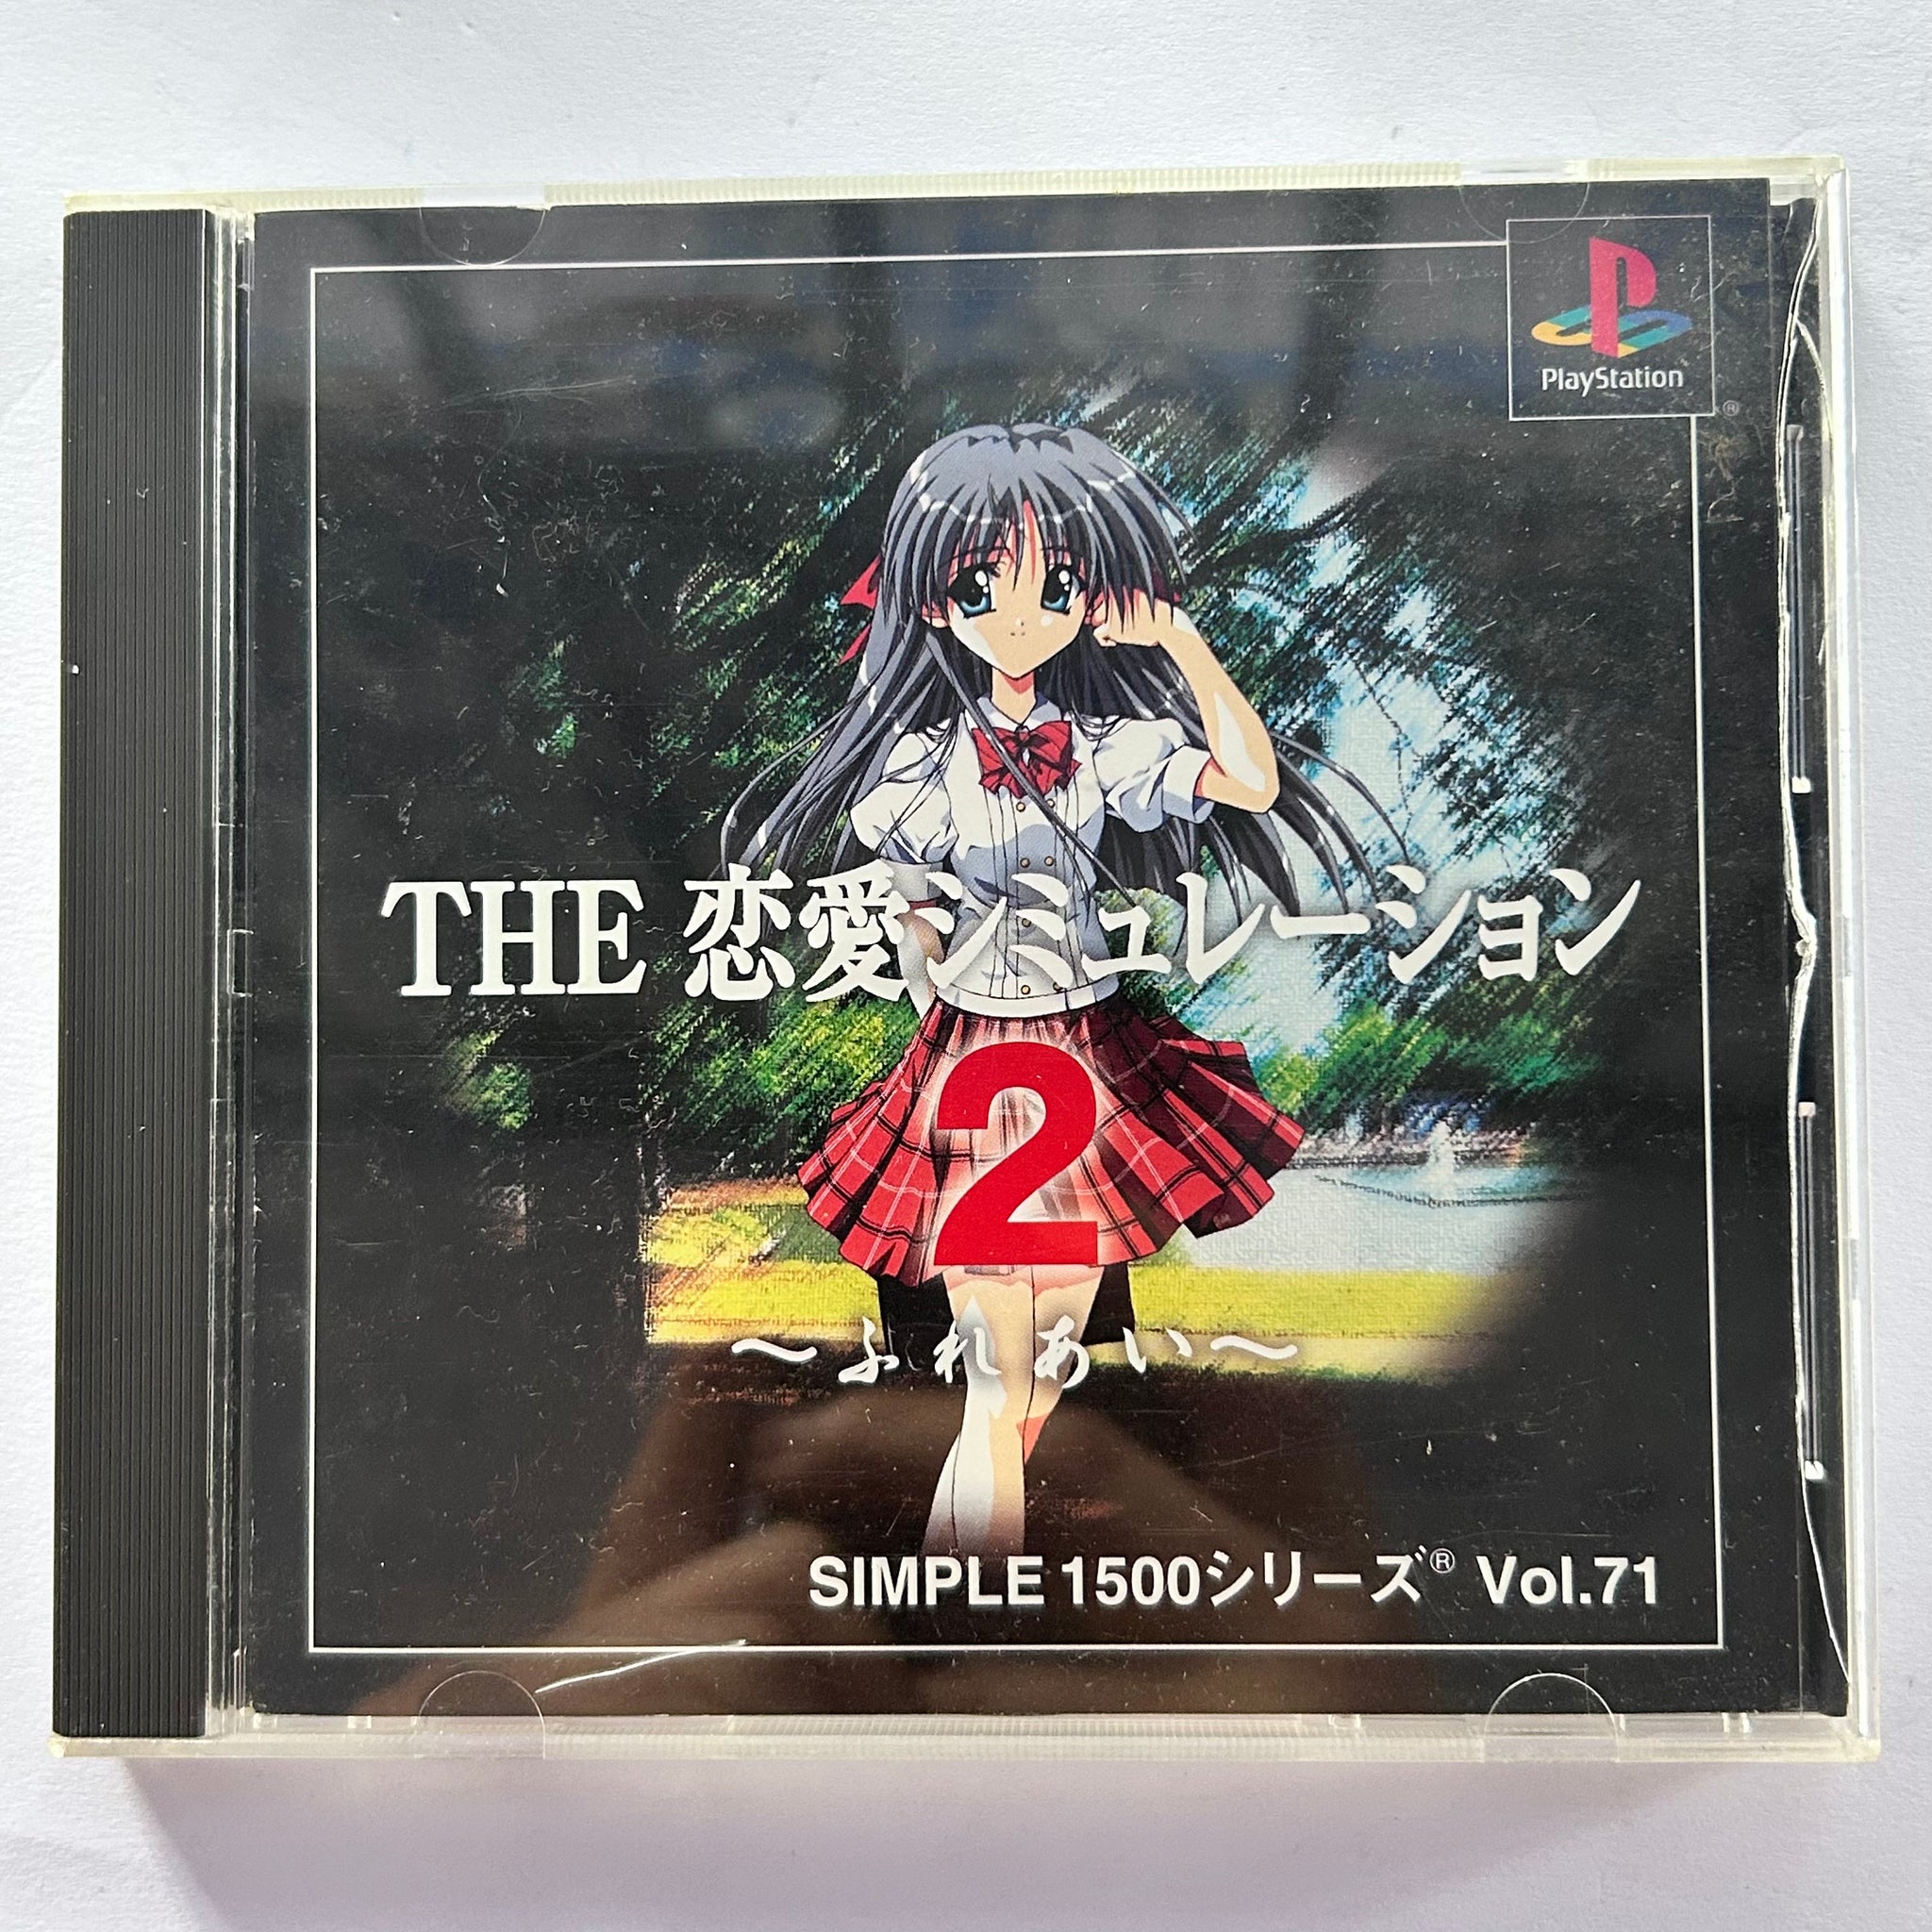 PlayStation
®
THE 恋愛シミュレーション
2
～ふれあい～
SIMPLE 1500シリーズ® Vol.71